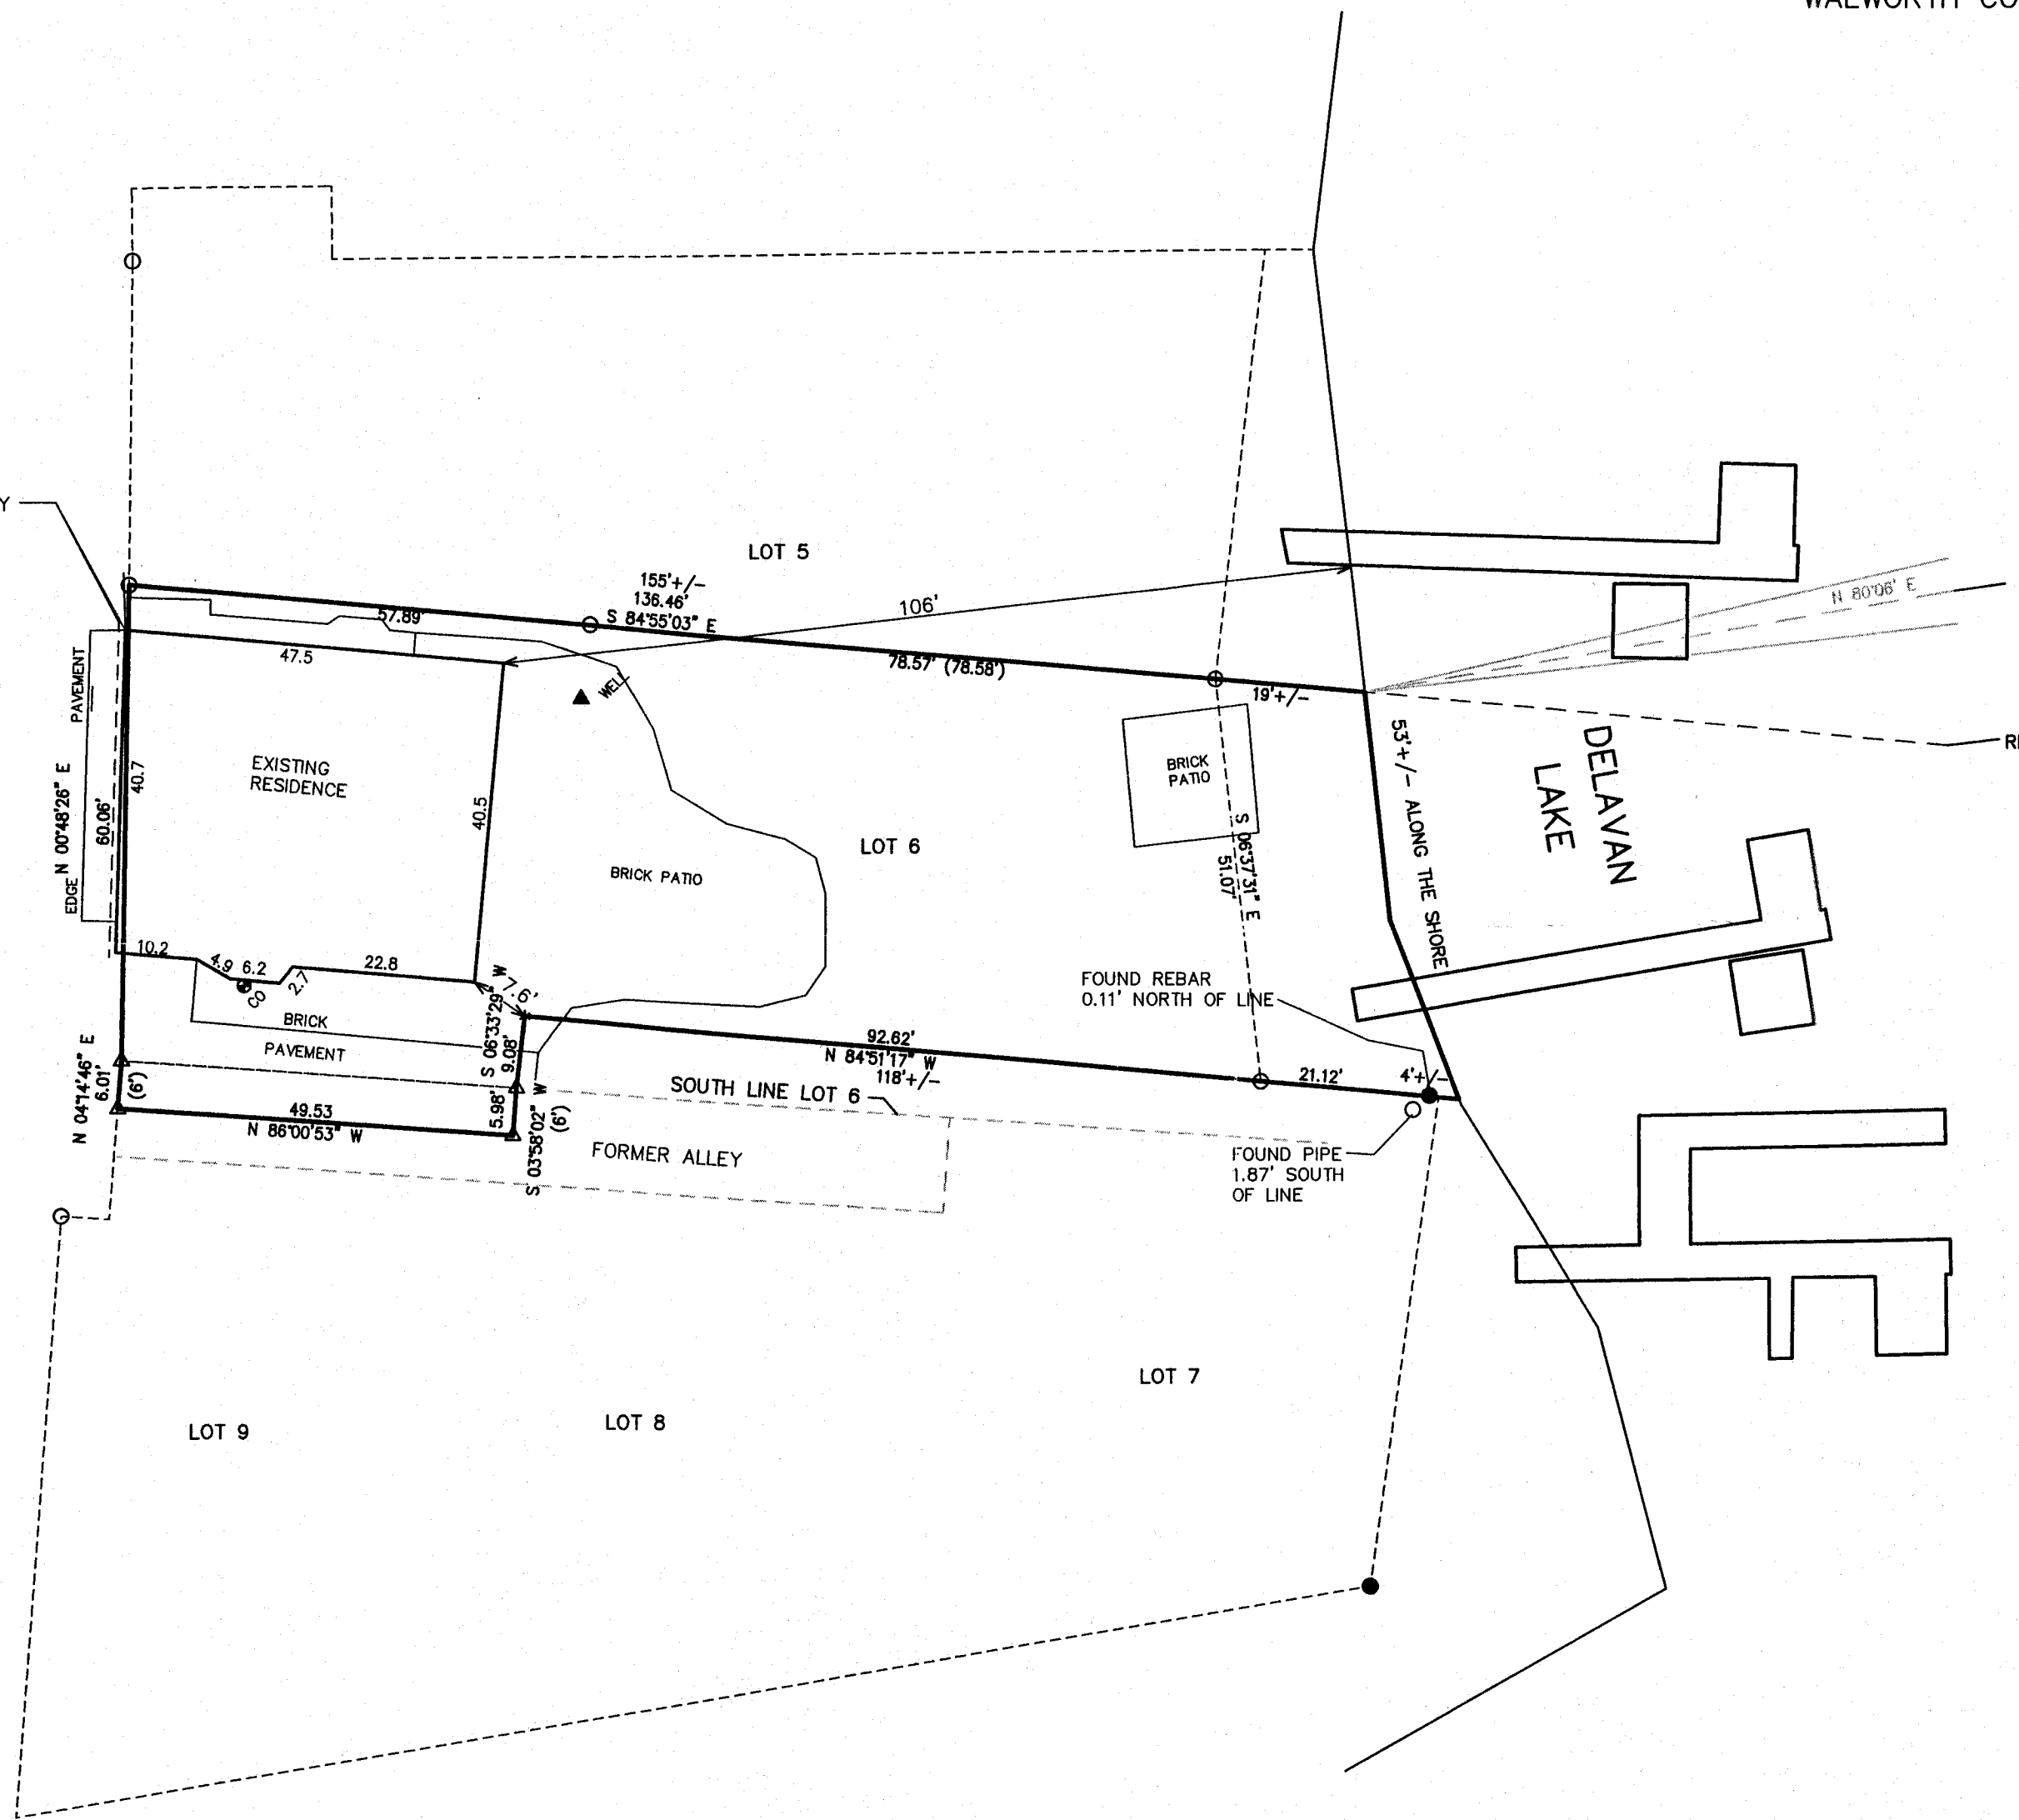 WALWORTH CO
Y
LOT 5
155'+/-
136.46'
S 84°55'03" E
57.89'
106'
N 80°06' E
47.5
78.57' (78.58')
19'+/-
WELL
PAVEMENT
EDGE
N 00°48'26" E
60.06'
40.7
EXISTING
RESIDENCE
40.5
BRICK
PATIO
53'+/- ALONG THE SHORE
DELAVAN
LAKE
RI
LOT 6
BRICK PATIO
S 06°37'31" E
51.07'
10.2
4.9
6.2
2.7
22.8
CO
7.6'
S 06°33'29" W
9.08'
FOUND REBAR
0.11' NORTH OF LINE
BRICK
PAVEMENT
92.62'
N 84°51'17" W
118'+/-
21.12'
4'+/-
N 04°14'46" E
6.01'
(6')
SOUTH LINE LOT 6
49.53
N 86°00'53" W
5.98'
S 03°58'02" W
(6')
FORMER ALLEY
FOUND PIPE
1.87' SOUTH
OF LINE
LOT 7
LOT 8
LOT 9